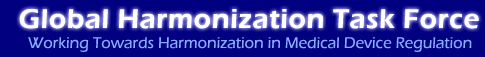 Global Harmonization Task Force
Working Towards Harmonization in Medical Device Regulation